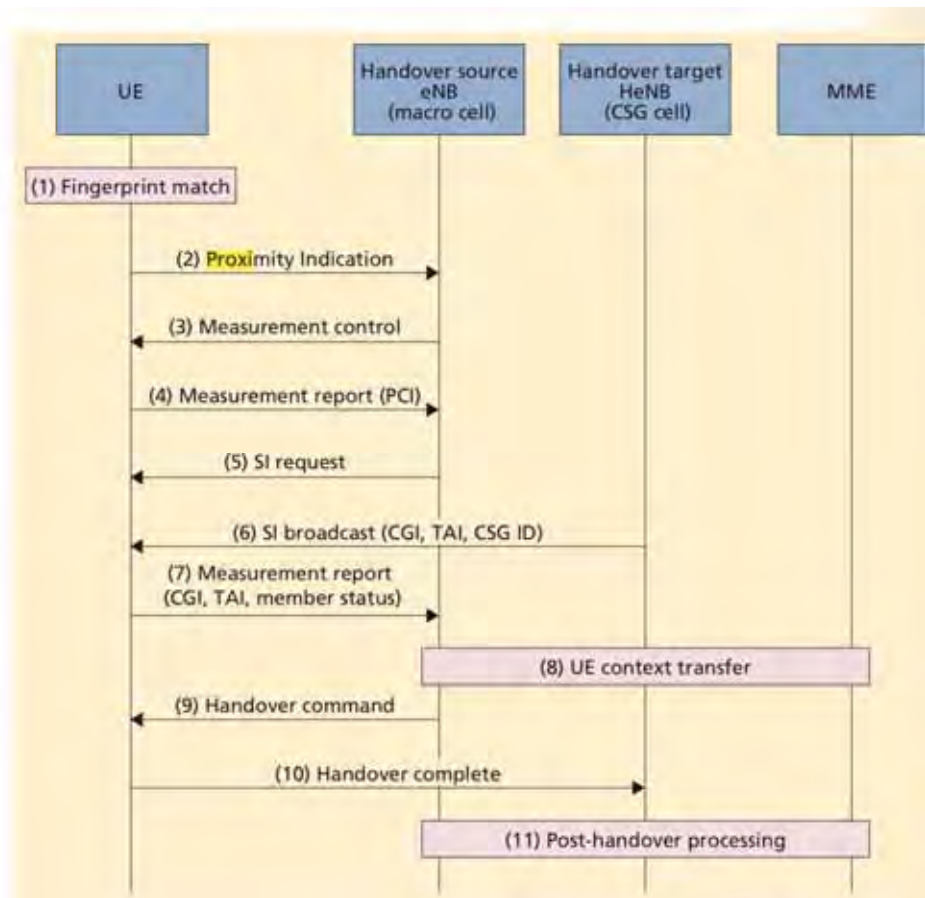 UE
Handover source
eNB
(macro cell)
Handover target
HeNB
(CSG cell)
MME
(1) Fingerprint match
(2) Proximity Indication
(3) Measurement control
(4) Measurement report (PCI)
(5) SI request
(6) SI broadcast (CGI, TAI, CSG ID)
(7) Measurement report
(CGI, TAI, member status)
(8) UE context transfer
(9) Handover command
(10) Handover complete
(11) Post-handover processing